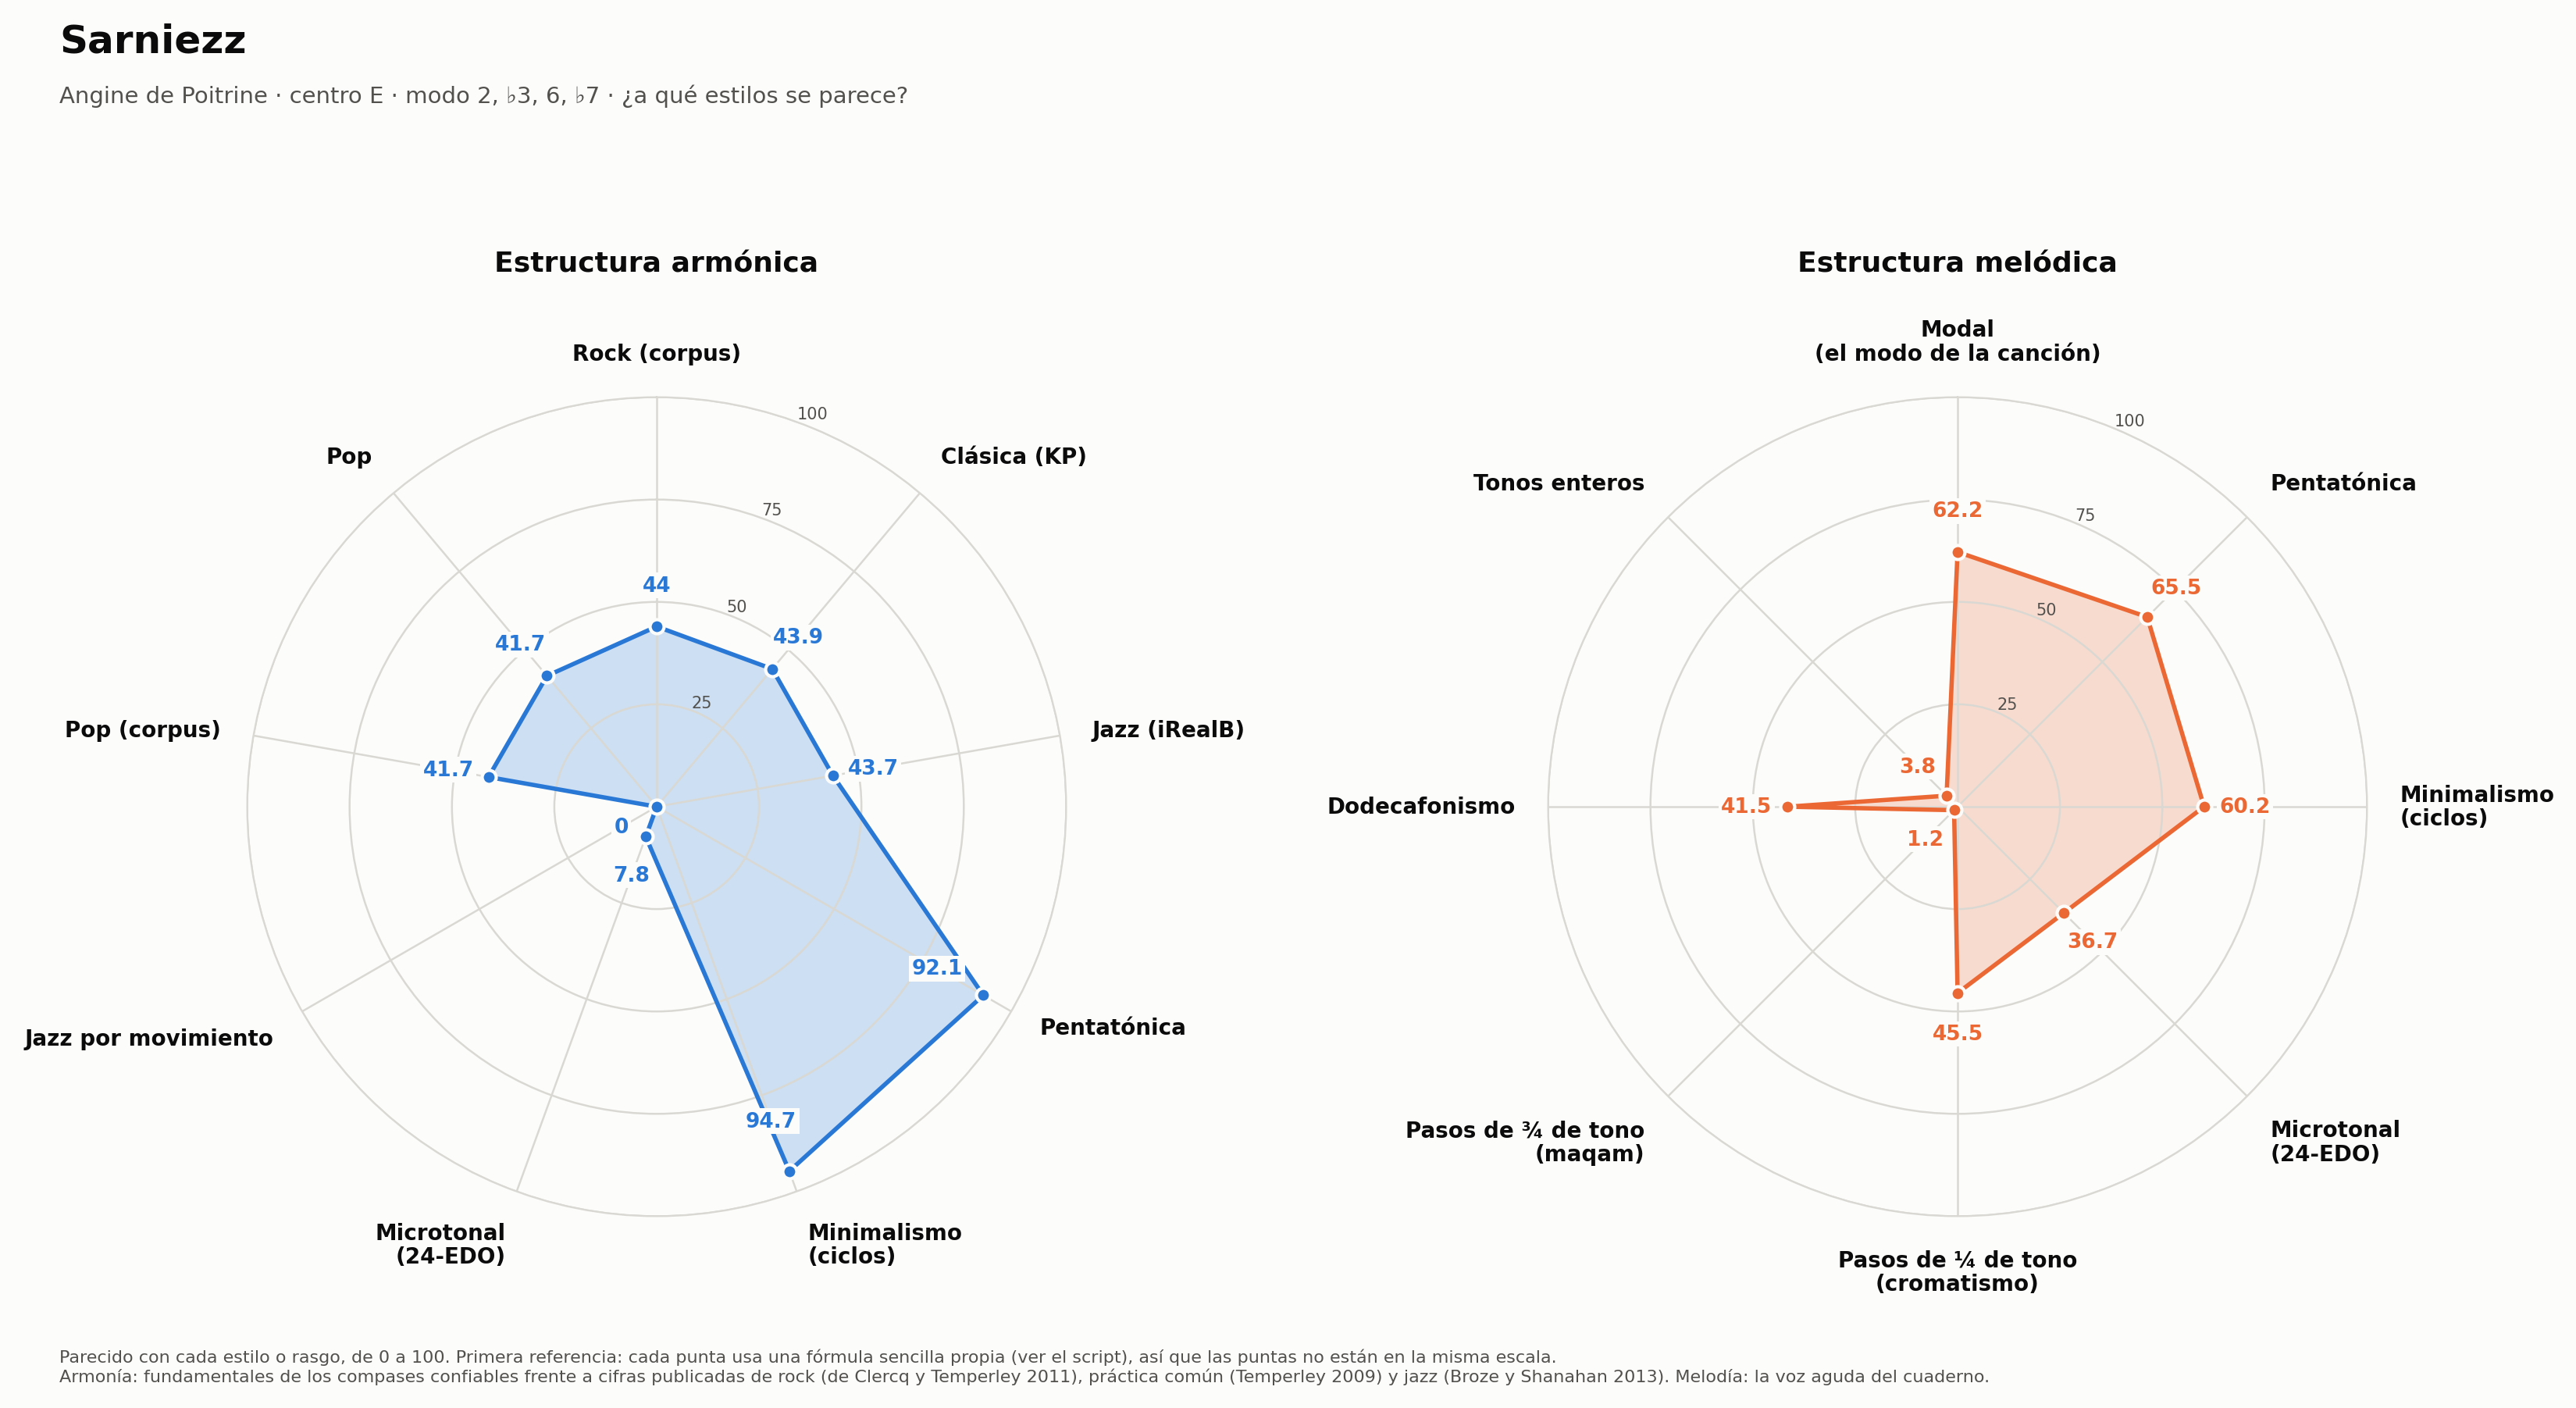 Sarniezz
Angine de Poitrine · centro E · modo 2, ♭3, 6, ♭7 · ¿a qué estilos se parece?
Estructura armónica
Rock (corpus)
Clásica (KP)
Jazz (iRealB)
Pentatónica
Minimalismo
(ciclos)
Microtonal
(24-EDO)
Jazz por movimiento
Pop (corpus)
Pop
100
75
50
25
44
43.9
43.7
92.1
94.7
7.8
0
41.7
41.7
Estructura melódica
Modal
(el modo de la canción)
Pentatónica
Minimalismo
(ciclos)
Microtonal
(24-EDO)
Pasos de ¼ de tono
(cromatismo)
Pasos de ¾ de tono
(maqam)
Dodecafonismo
Tonos enteros
100
75
50
25
62.2
65.5
60.2
36.7
45.5
1.2
41.5
3.8
Parecido con cada estilo o rasgo, de 0 a 100. Primera referencia: cada punta usa una fórmula sencilla propia (ver el script), así que las puntas no están en la misma escala.
Armonía: fundamentales de los compases confiables frente a cifras publicadas de rock (de Clercq y Temperley 2011), práctica común (Temperley 2009) y jazz (Broze y Shanahan 2013). Melodía: la voz aguda del cuaderno.